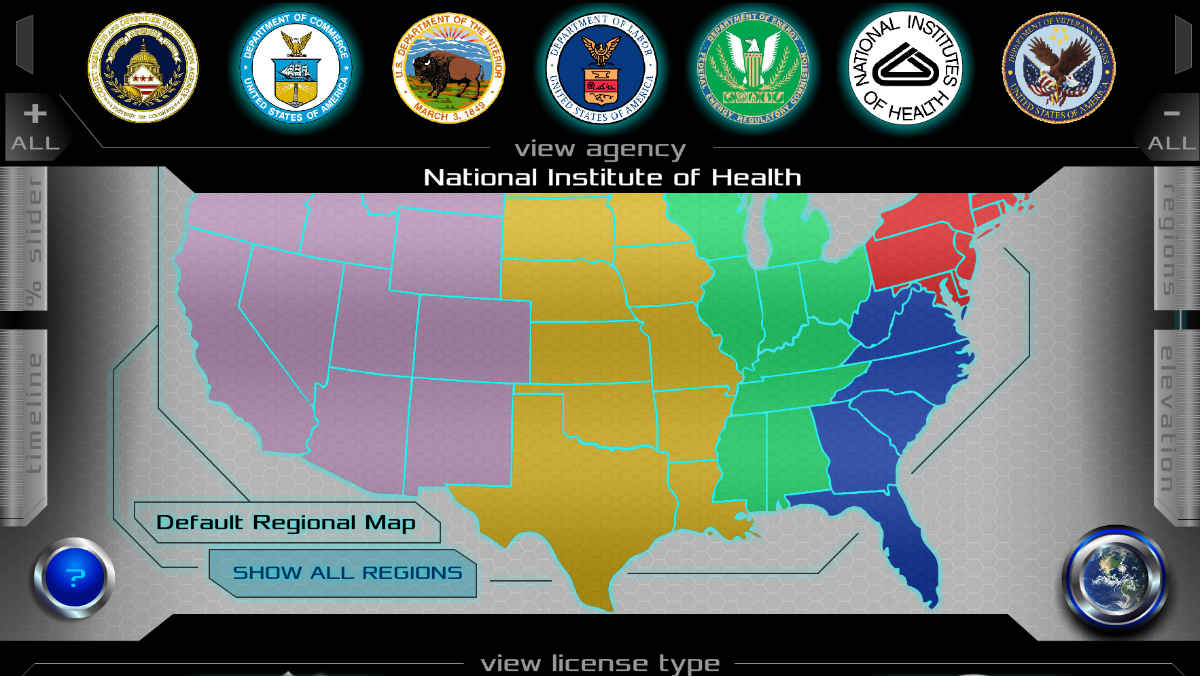 DEPARTMENT OF COMMERCE
UNITED STATES OF AMERICA
U.S. DEPARTMENT OF THE INTERIOR
MARCH 3, 1849
DEPARTMENT OF LABOR
UNITED STATES OF AMERICA
DEPARTMENT OF ENERGY
FEDERAL ENERGY REGULATORY COMMISSION
NATIONAL INSTITUTES
OF HEALTH
DEPARTMENT OF VETERANS AFFAIRS
UNITED STATES OF AMERICA
+
ALL
-
ALL
view agency
National Institute of Health
% slider
regions
timeline
elevation
Default Regional Map
SHOW ALL REGIONS
?
view license type